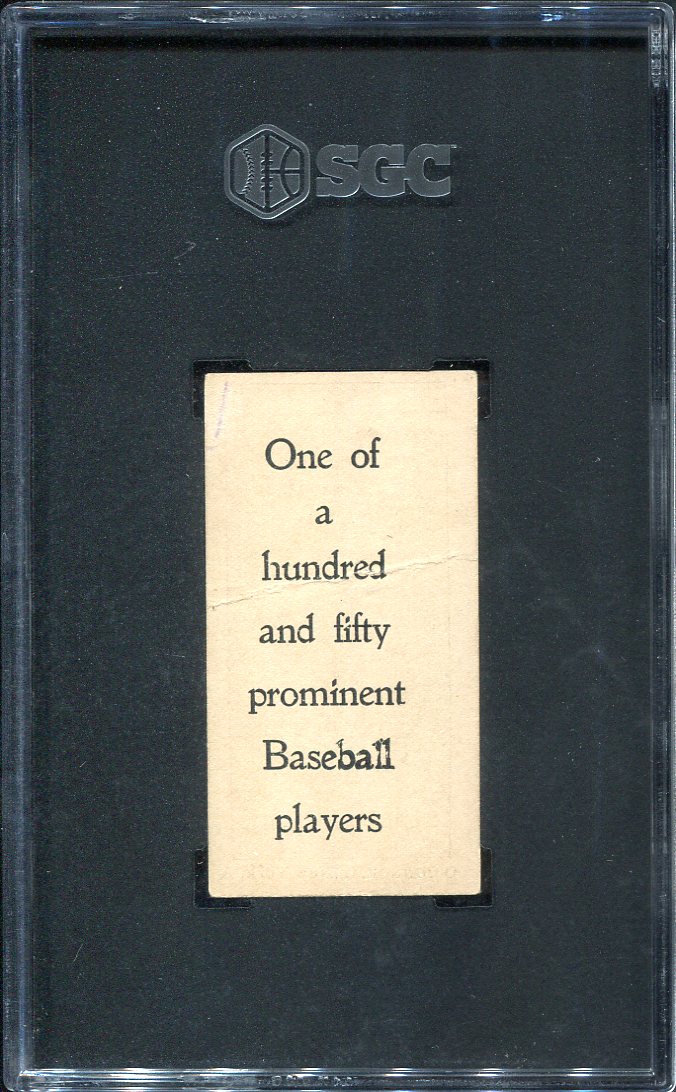 SGC
One of
a
hundred
and fifty
prominent
Baseball
players